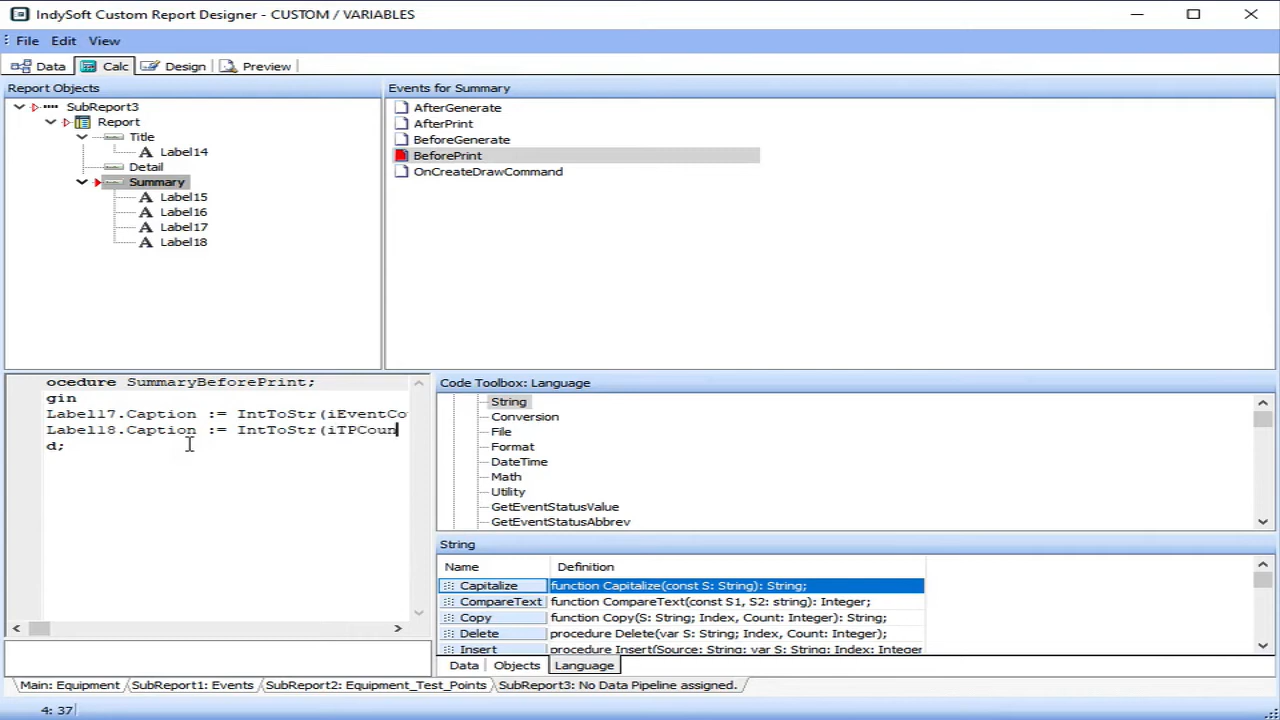 IndySoft Custom Report Designer - CUSTOM / VARIABLES
File Edit View
Data Calc Design Preview
Report Objects
SubReport3
Report
Title
Label14
Detail
Summary
Label15
Label16
Label17
Label18
Events for Summary
AfterGenerate
AfterPrint
BeforeGenerate
BeforePrint
OnCreateDrawCommand
ocedure SummaryBeforePrint;
gin
Label17.Caption := IntToStr(iEventCo
Label18.Caption := IntToStr(iTPCoun
d;
Code Toolbox: Language
String
Conversion
File
Format
DateTime
Math
Utility
GetEventStatusValue
GetEventStatusAbbrev
String
Name Definition
Capitalize function Capitalize(const S: String): String;
CompareText function CompareText(const S1, S2: string): Integer;
Copy function Copy(S: String; Index, Count: Integer): String;
Delete procedure Delete(var S: String; Index, Count: Integer);
Insert procedure Insert(Source: String; var S: String; Index: Integer
Data Objects Language
Main: Equipment SubReport1: Events SubReport2: Equipment_Test_Points SubReport3: No Data Pipeline assigned.
4: 37